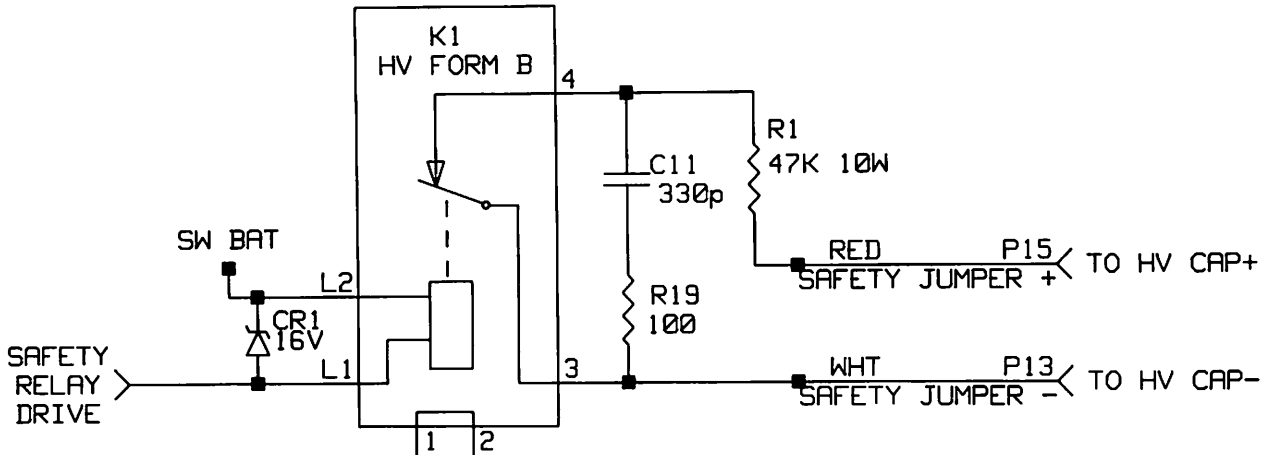 K1
HV FORM B
4
R1
47K 10W
C11
330p
SW BAT
RED
P15
TO HV CAP+
SAFETY JUMPER +
L2
R19
100
CR1
16V
SAFETY
RELAY
DRIVE
L1
3
WHT
P13
TO HV CAP-
SAFETY JUMPER -
1
2